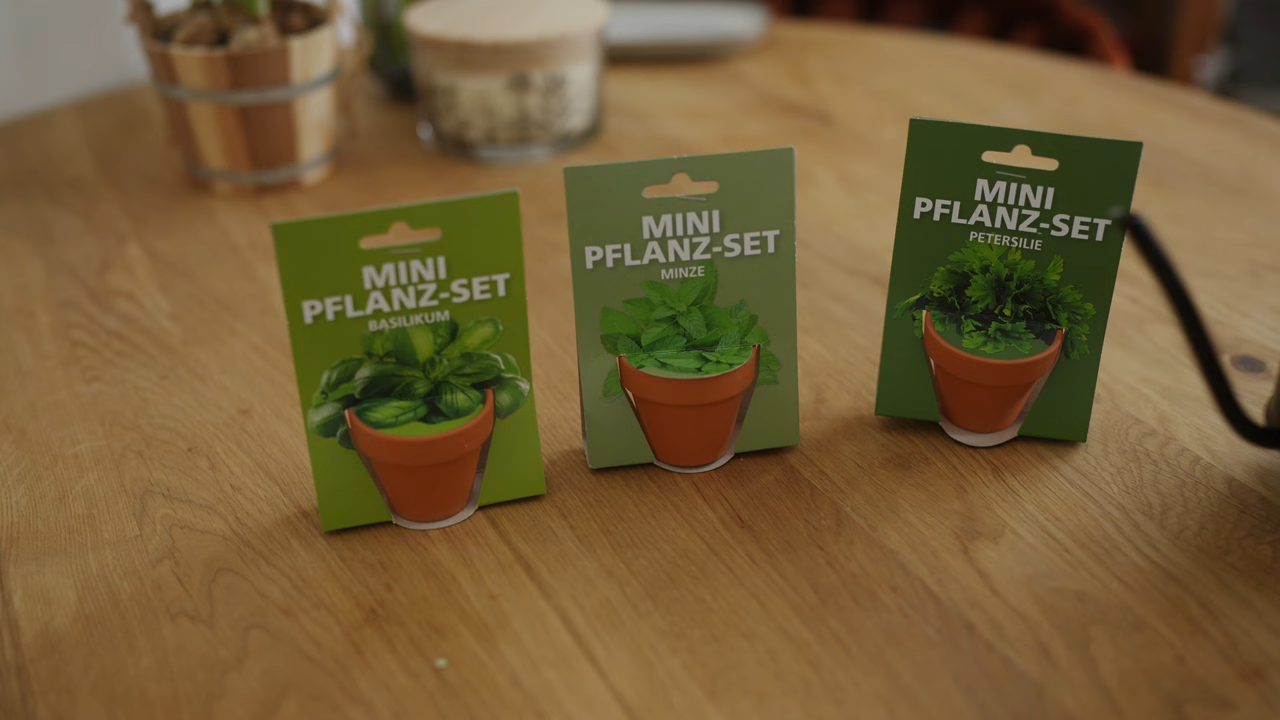 MINI
PFLANZ-SET
BASILIKUM
MINI
PFLANZ-SET
MINZE
MINI
PFLANZ-SET
PETERSILIE